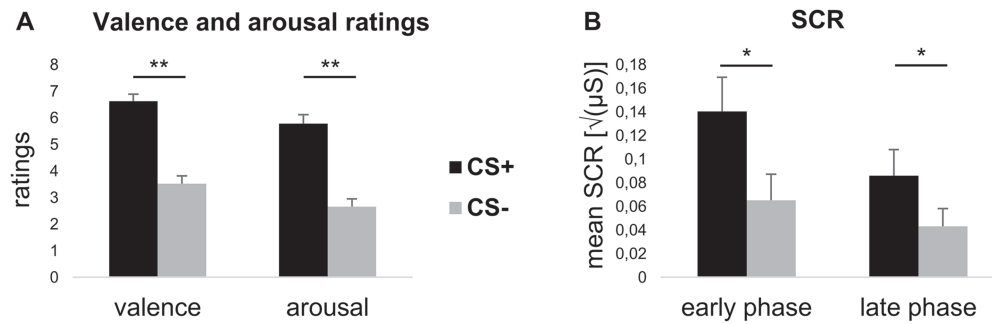 A Valence and arousal ratings
8
7
6
5
4
3
2
1
0
ratings
** **
valence arousal
CS+
CS-
B SCR
0,18
0,16
0,14
0,12
0,1
0,08
0,06
0,04
0,02
0
mean SCR [√(µS)]
* *
early phase late phase